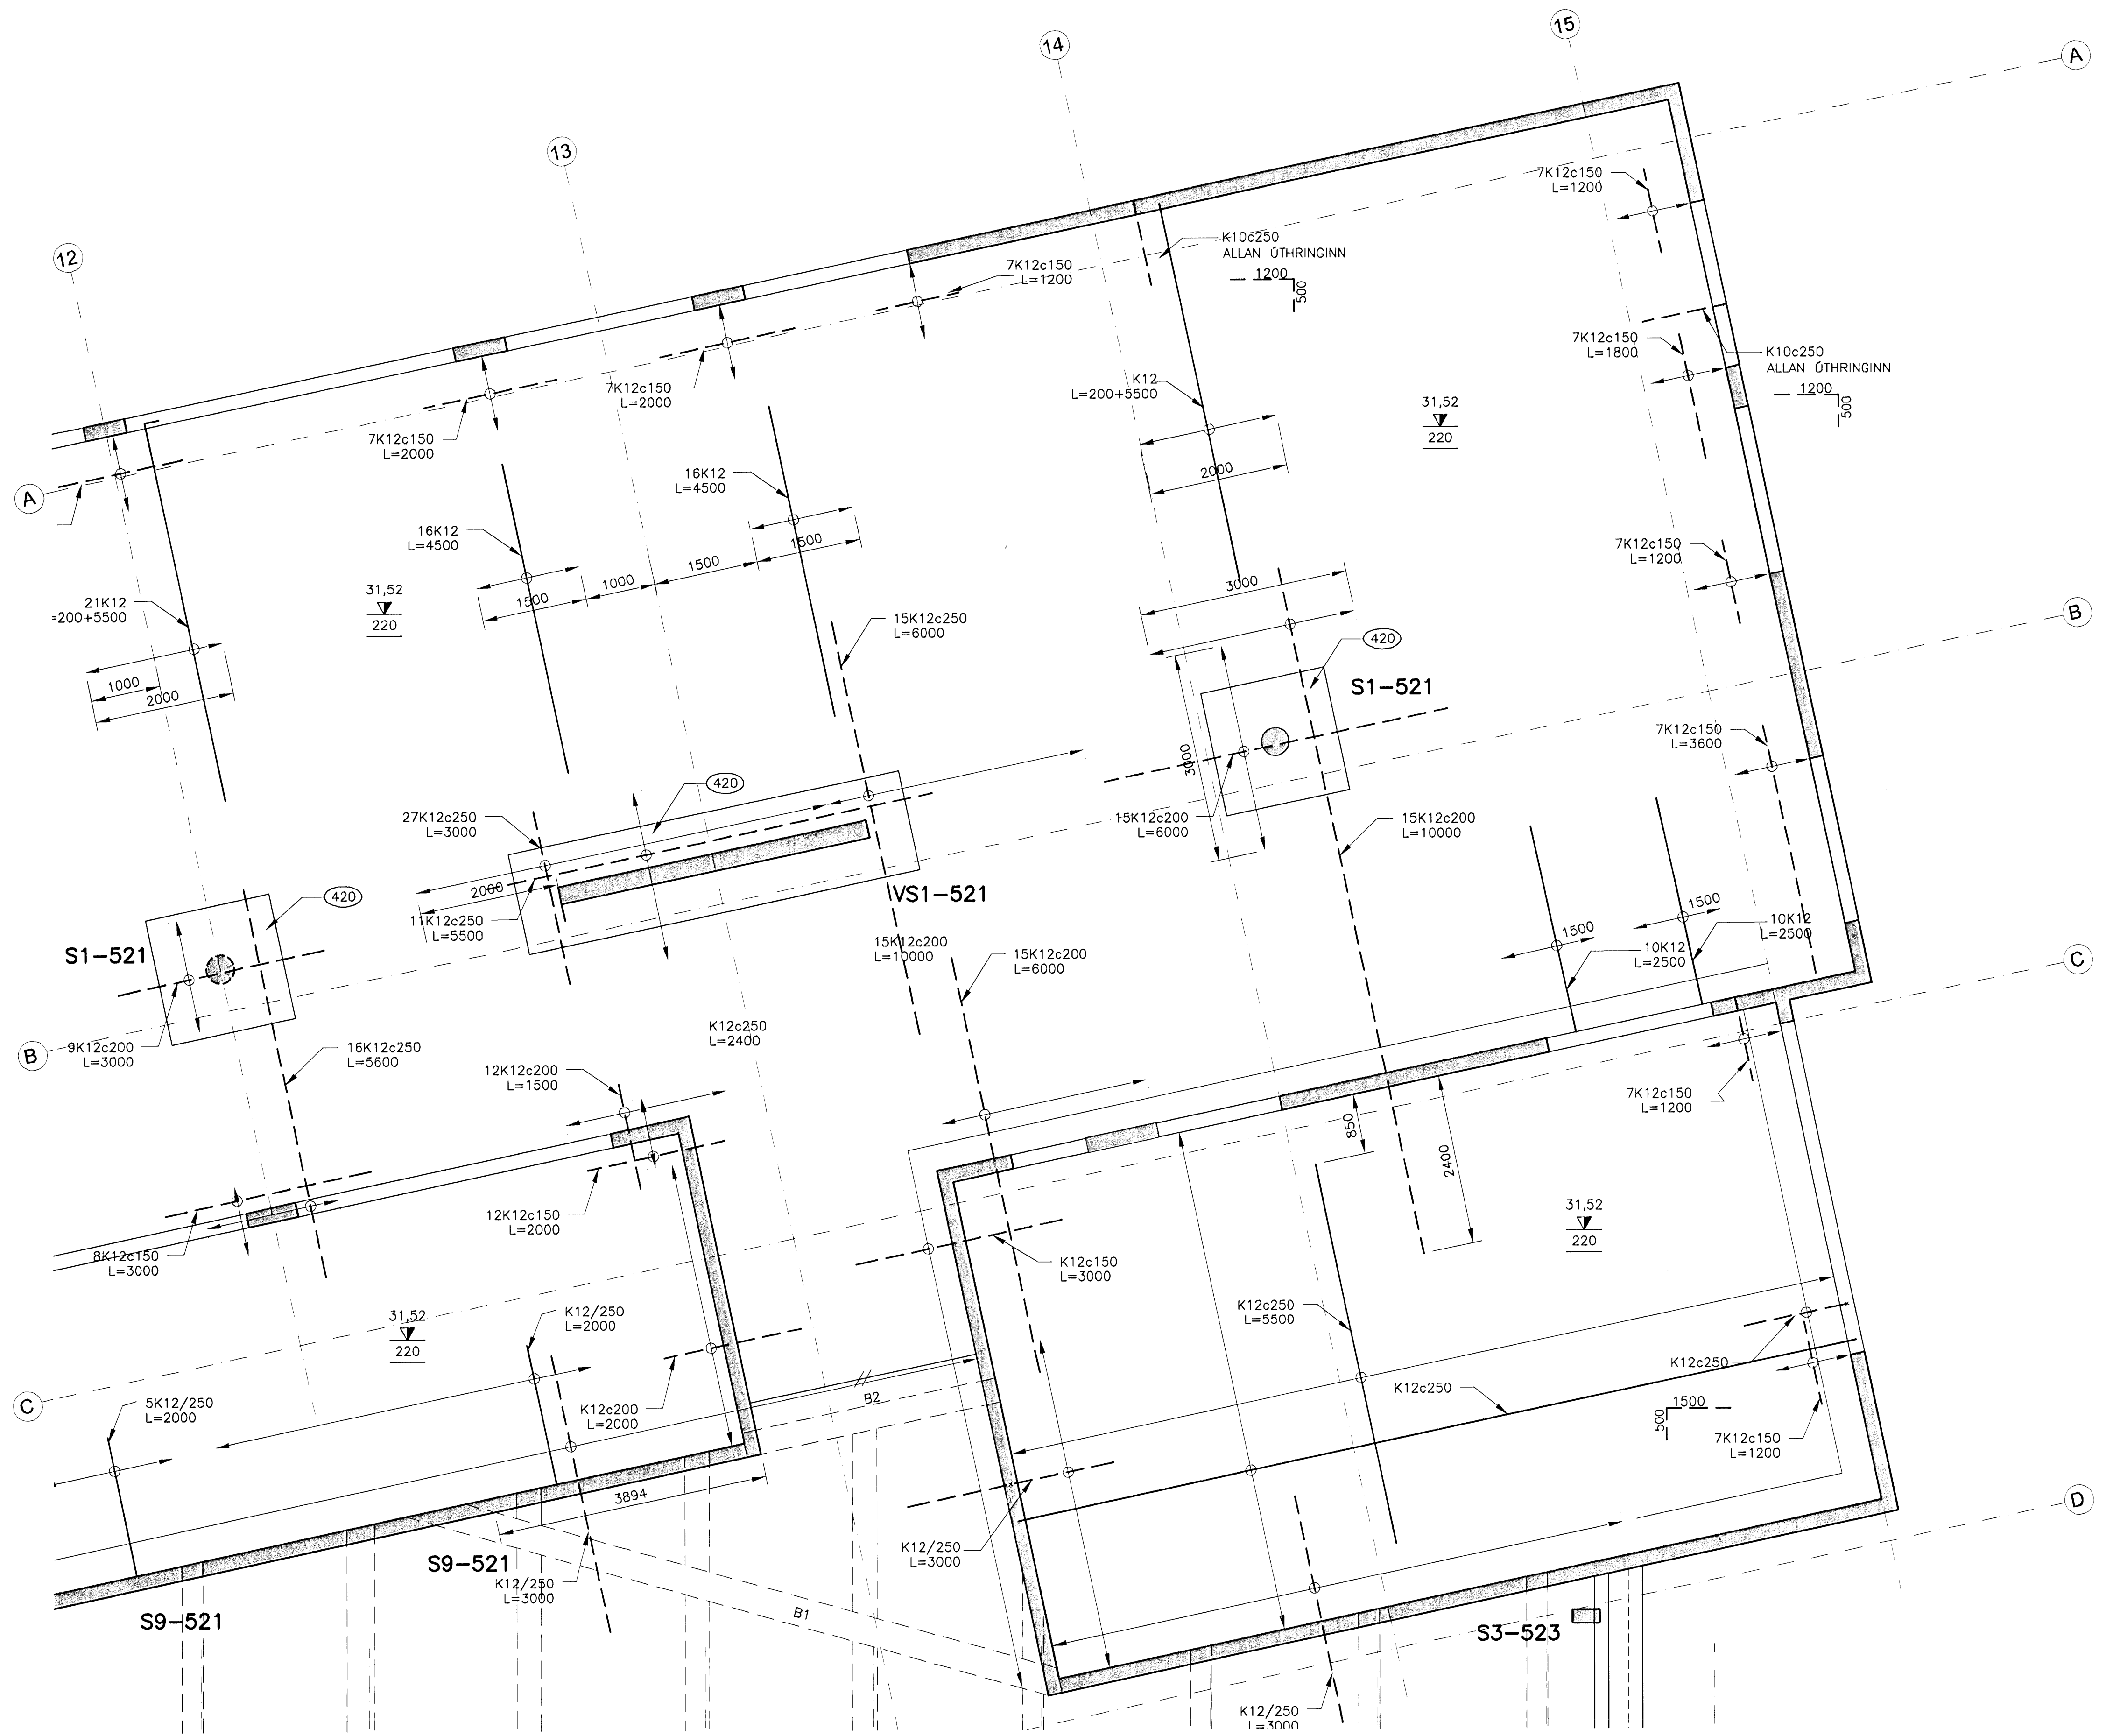 15
14
A
13
7K12c150
L=1200
K10c250
ALLAN ÚTHRINGINN
1200
500
12
7K12c150
L=1200
7K12c150
L=1800
K10c250
ALLAN ÚTHRINGINN
1200
500
7K12c150
L=2000
K12
L=200+5500
31,52
220
7K12c150
L=2000
2000
16K12
L=4500
A
16K12
L=4500
1500
1500
1000
1500
7K12c150
L=1200
3000
31,52
220
21K12
=200+5500
15K12c250
L=6000
420
B
1000
2000
S1-521
3000
7K12c150
L=3600
420
27K12c250
L=3000
15K12c200
L=6000
15K12c200
L=10000
2000
VS1-521
420
11K12c250
L=5500
1500
1500
10K12
L=2500
10K12
L=2500
S1-521
15K12c200
L=10000
15K12c200
L=6000
C
K12c250
L=2400
B
9K12c200
L=3000
16K12c250
L=5600
12K12c200
L=1500
7K12c150
L=1200
850
2400
12K12c150
L=2000
31,52
220
8K12c150
L=3000
K12c150
L=3000
31,52
220
K12/250
L=2000
K12c250
L=5500
K12c250
K12c250
C
5K12/250
L=2000
K12c200
L=2000
B2
1500
500
7K12c150
L=1200
3894
D
S9-521
K12/250
L=3000
K12/250
L=3000
B1
S9-521
S3-523
K12/250
L=3000